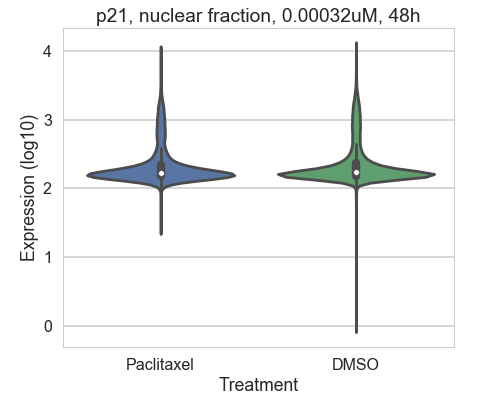 p21, nuclear fraction, 0.00032uM, 48h
Expression (log10)
4
3
2
1
0
Paclitaxel
DMSO
Treatment